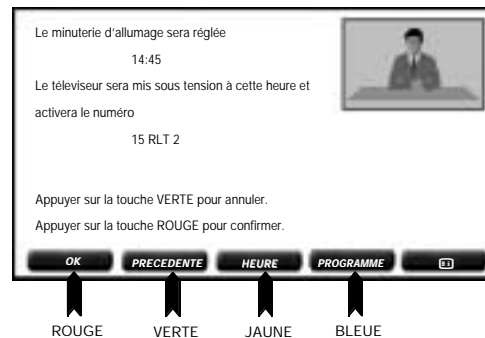 Le minuterie d'allumage sera réglée
14:45
Le téléviseur sera mis sous tension à cette heure et
activera le numéro
15 RLT 2
Appuyer sur la touche VERTE pour annuler.
Appuyer sur la touche ROUGE pour confirmer.
OK PRECEDENTE HEURE PROGRAMME
ROUGE VERTE JAUNE BLEUE